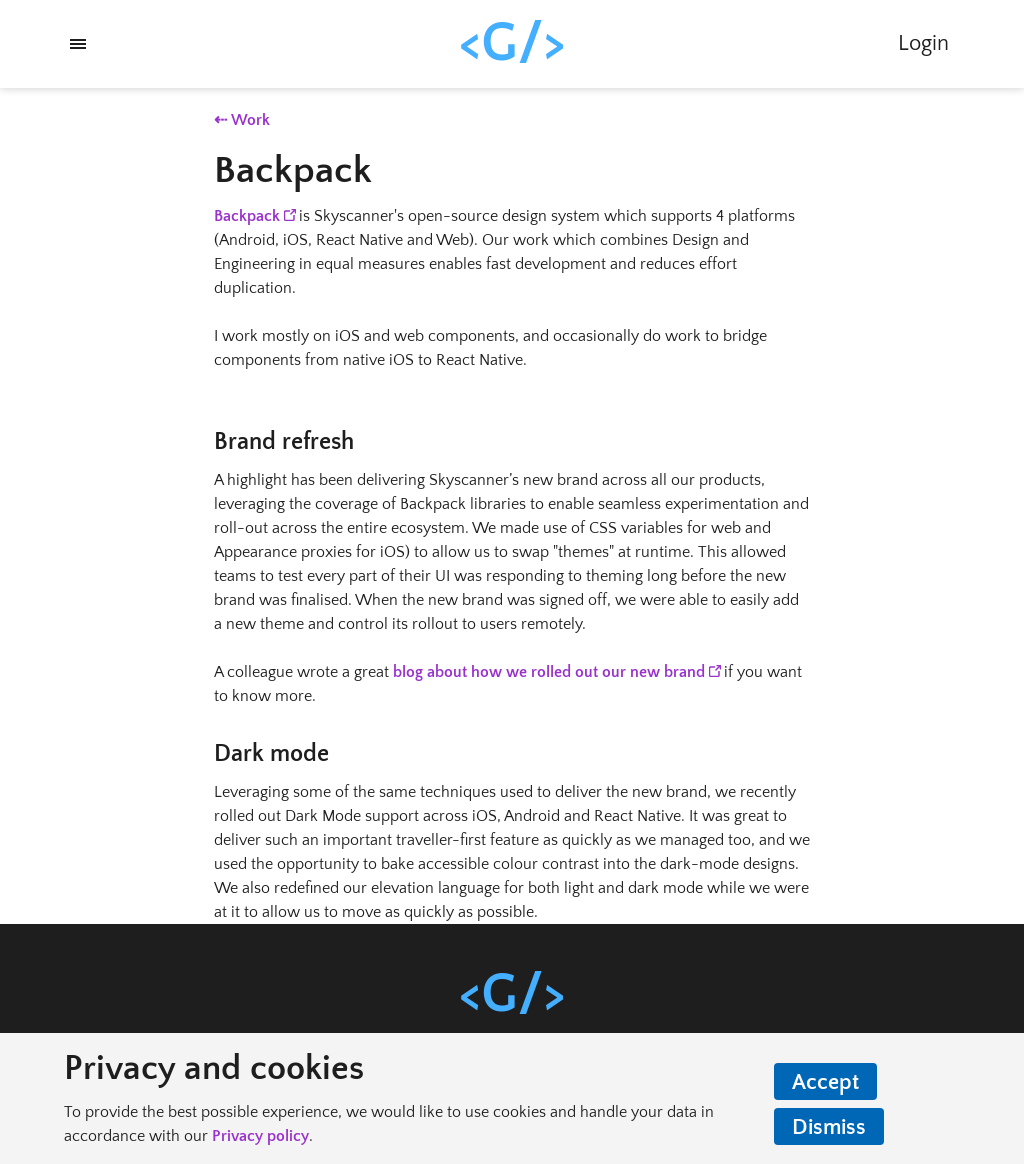 <G/>
Login
⇠ Work
Backpack
Backpack is Skyscanner's open-source design system which supports 4 platforms
(Android, iOS, React Native and Web). Our work which combines Design and
Engineering in equal measures enables fast development and reduces effort
duplication.
I work mostly on iOS and web components, and occasionally do work to bridge
components from native iOS to React Native.
Brand refresh
A highlight has been delivering Skyscanner’s new brand across all our products,
leveraging the coverage of Backpack libraries to enable seamless experimentation and
roll-out across the entire ecosystem. We made use of CSS variables for web and
Appearance proxies for iOS) to allow us to swap "themes" at runtime. This allowed
teams to test every part of their UI was responding to theming long before the new
brand was finalised. When the new brand was signed off, we were able to easily add
a new theme and control its rollout to users remotely.
A colleague wrote a great blog about how we rolled out our new brand if you want
to know more.
Dark mode
Leveraging some of the same techniques used to deliver the new brand, we recently
rolled out Dark Mode support across iOS, Android and React Native. It was great to
deliver such an important traveller-first feature as quickly as we managed too, and we
used the opportunity to bake accessible colour contrast into the dark-mode designs.
We also redefined our elevation language for both light and dark mode while we were
at it to allow us to move as quickly as possible.
<G/>
Privacy and cookies
To provide the best possible experience, we would like to use cookies and handle your data in
accordance with our Privacy policy.
Accept
Dismiss